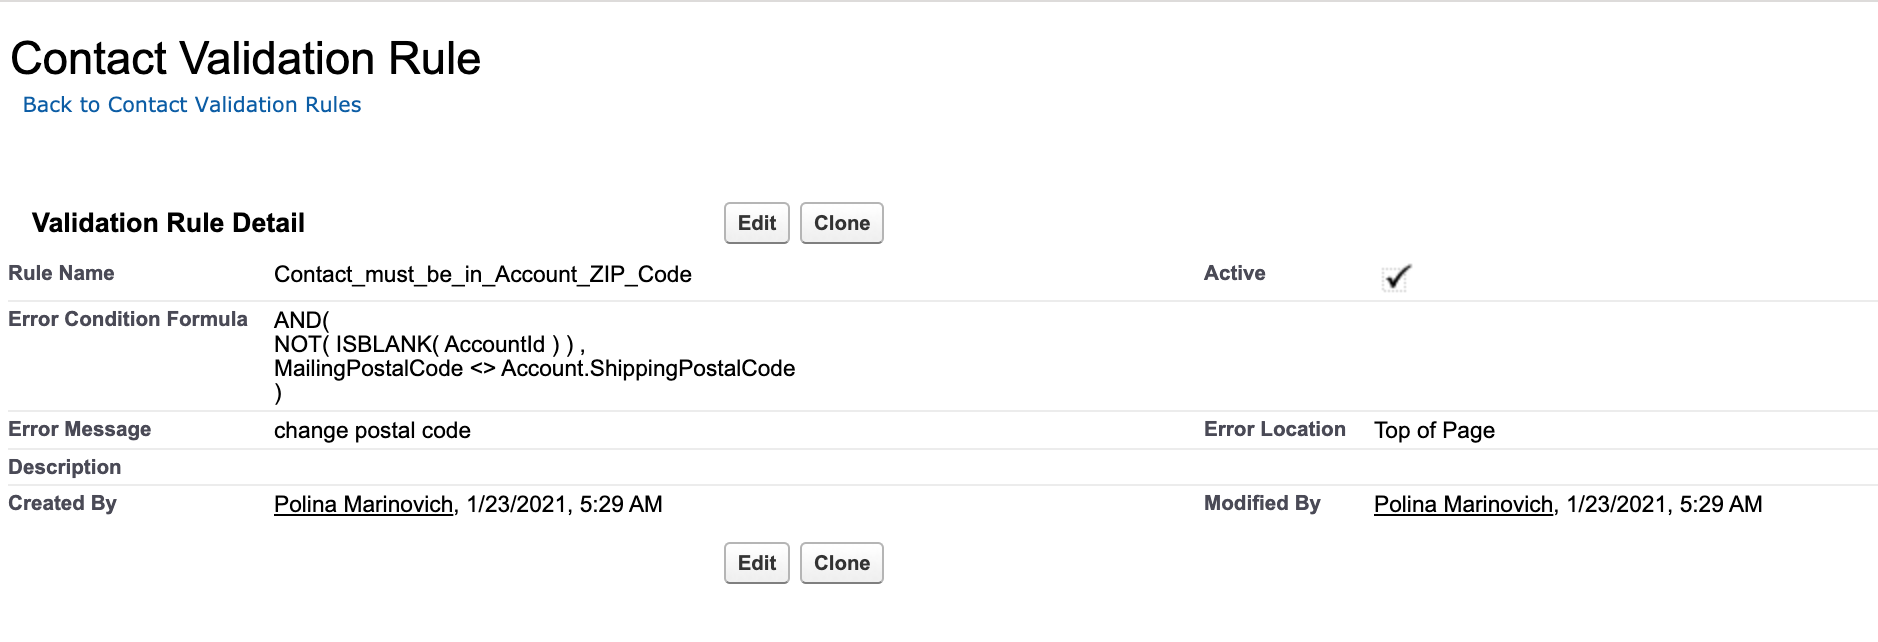 Contact Validation Rule
Back to Contact Validation Rules
Validation Rule Detail
Edit Clone
Rule Name Contact_must_be_in_Account_ZIP_Code Active
Error Condition Formula AND(
NOT( ISBLANK( AccountId ) ) ,
MailingPostalCode <> Account.ShippingPostalCode
)
Error Message change postal code Error Location Top of Page
Description
Created By Polina Marinovich, 1/23/2021, 5:29 AM Modified By Polina Marinovich, 1/23/2021, 5:29 AM
Edit Clone